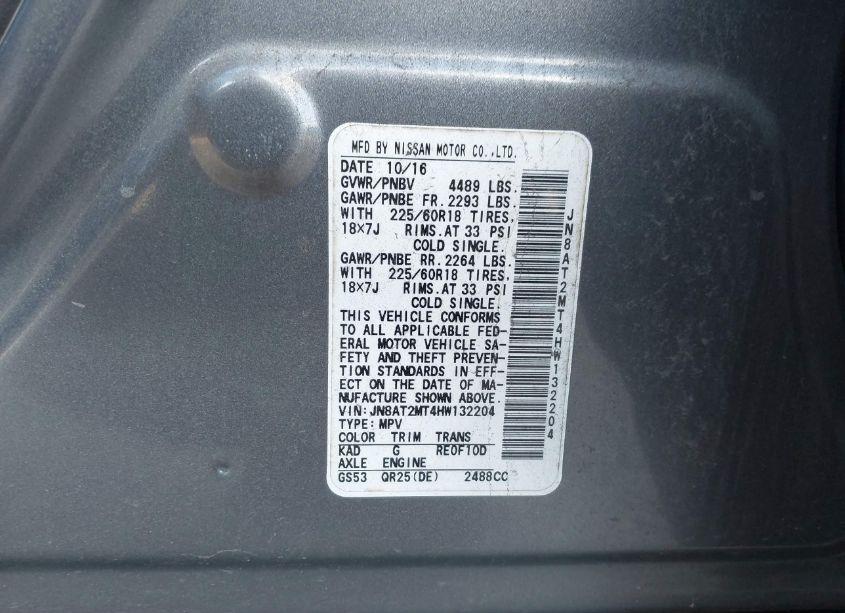 MFD BY NISSAN MOTOR CO.,LTD.
DATE 10/16
GVWR/PNBV 4489 LBS.
GAWR/PNBE FR. 2293 LBS.
WITH 225/60R18 TIRES,
18×7J RIMS. AT 33 PSI
COLD SINGLE.
GAWR/PNBE RR. 2264 LBS.
WITH 225/60R18 TIRES,
18×7J RIMS. AT 33 PSI
COLD SINGLE.
THIS VEHICLE CONFORMS
TO ALL APPLICABLE FED-
ERAL MOTOR VEHICLE SA-
FETY AND THEFT PREVEN-
TION STANDARDS IN EFF-
ECT ON THE DATE OF MA-
NUFACTURE SHOWN ABOVE.
VIN:JN8AT2MT4HW132204
TYPE:MPV
COLOR TRIM TRANS
KAD G RE0F10D
AXLE ENGINE
GS53 QR25(DE) 2488CC
JN8AT2MT4HW132204